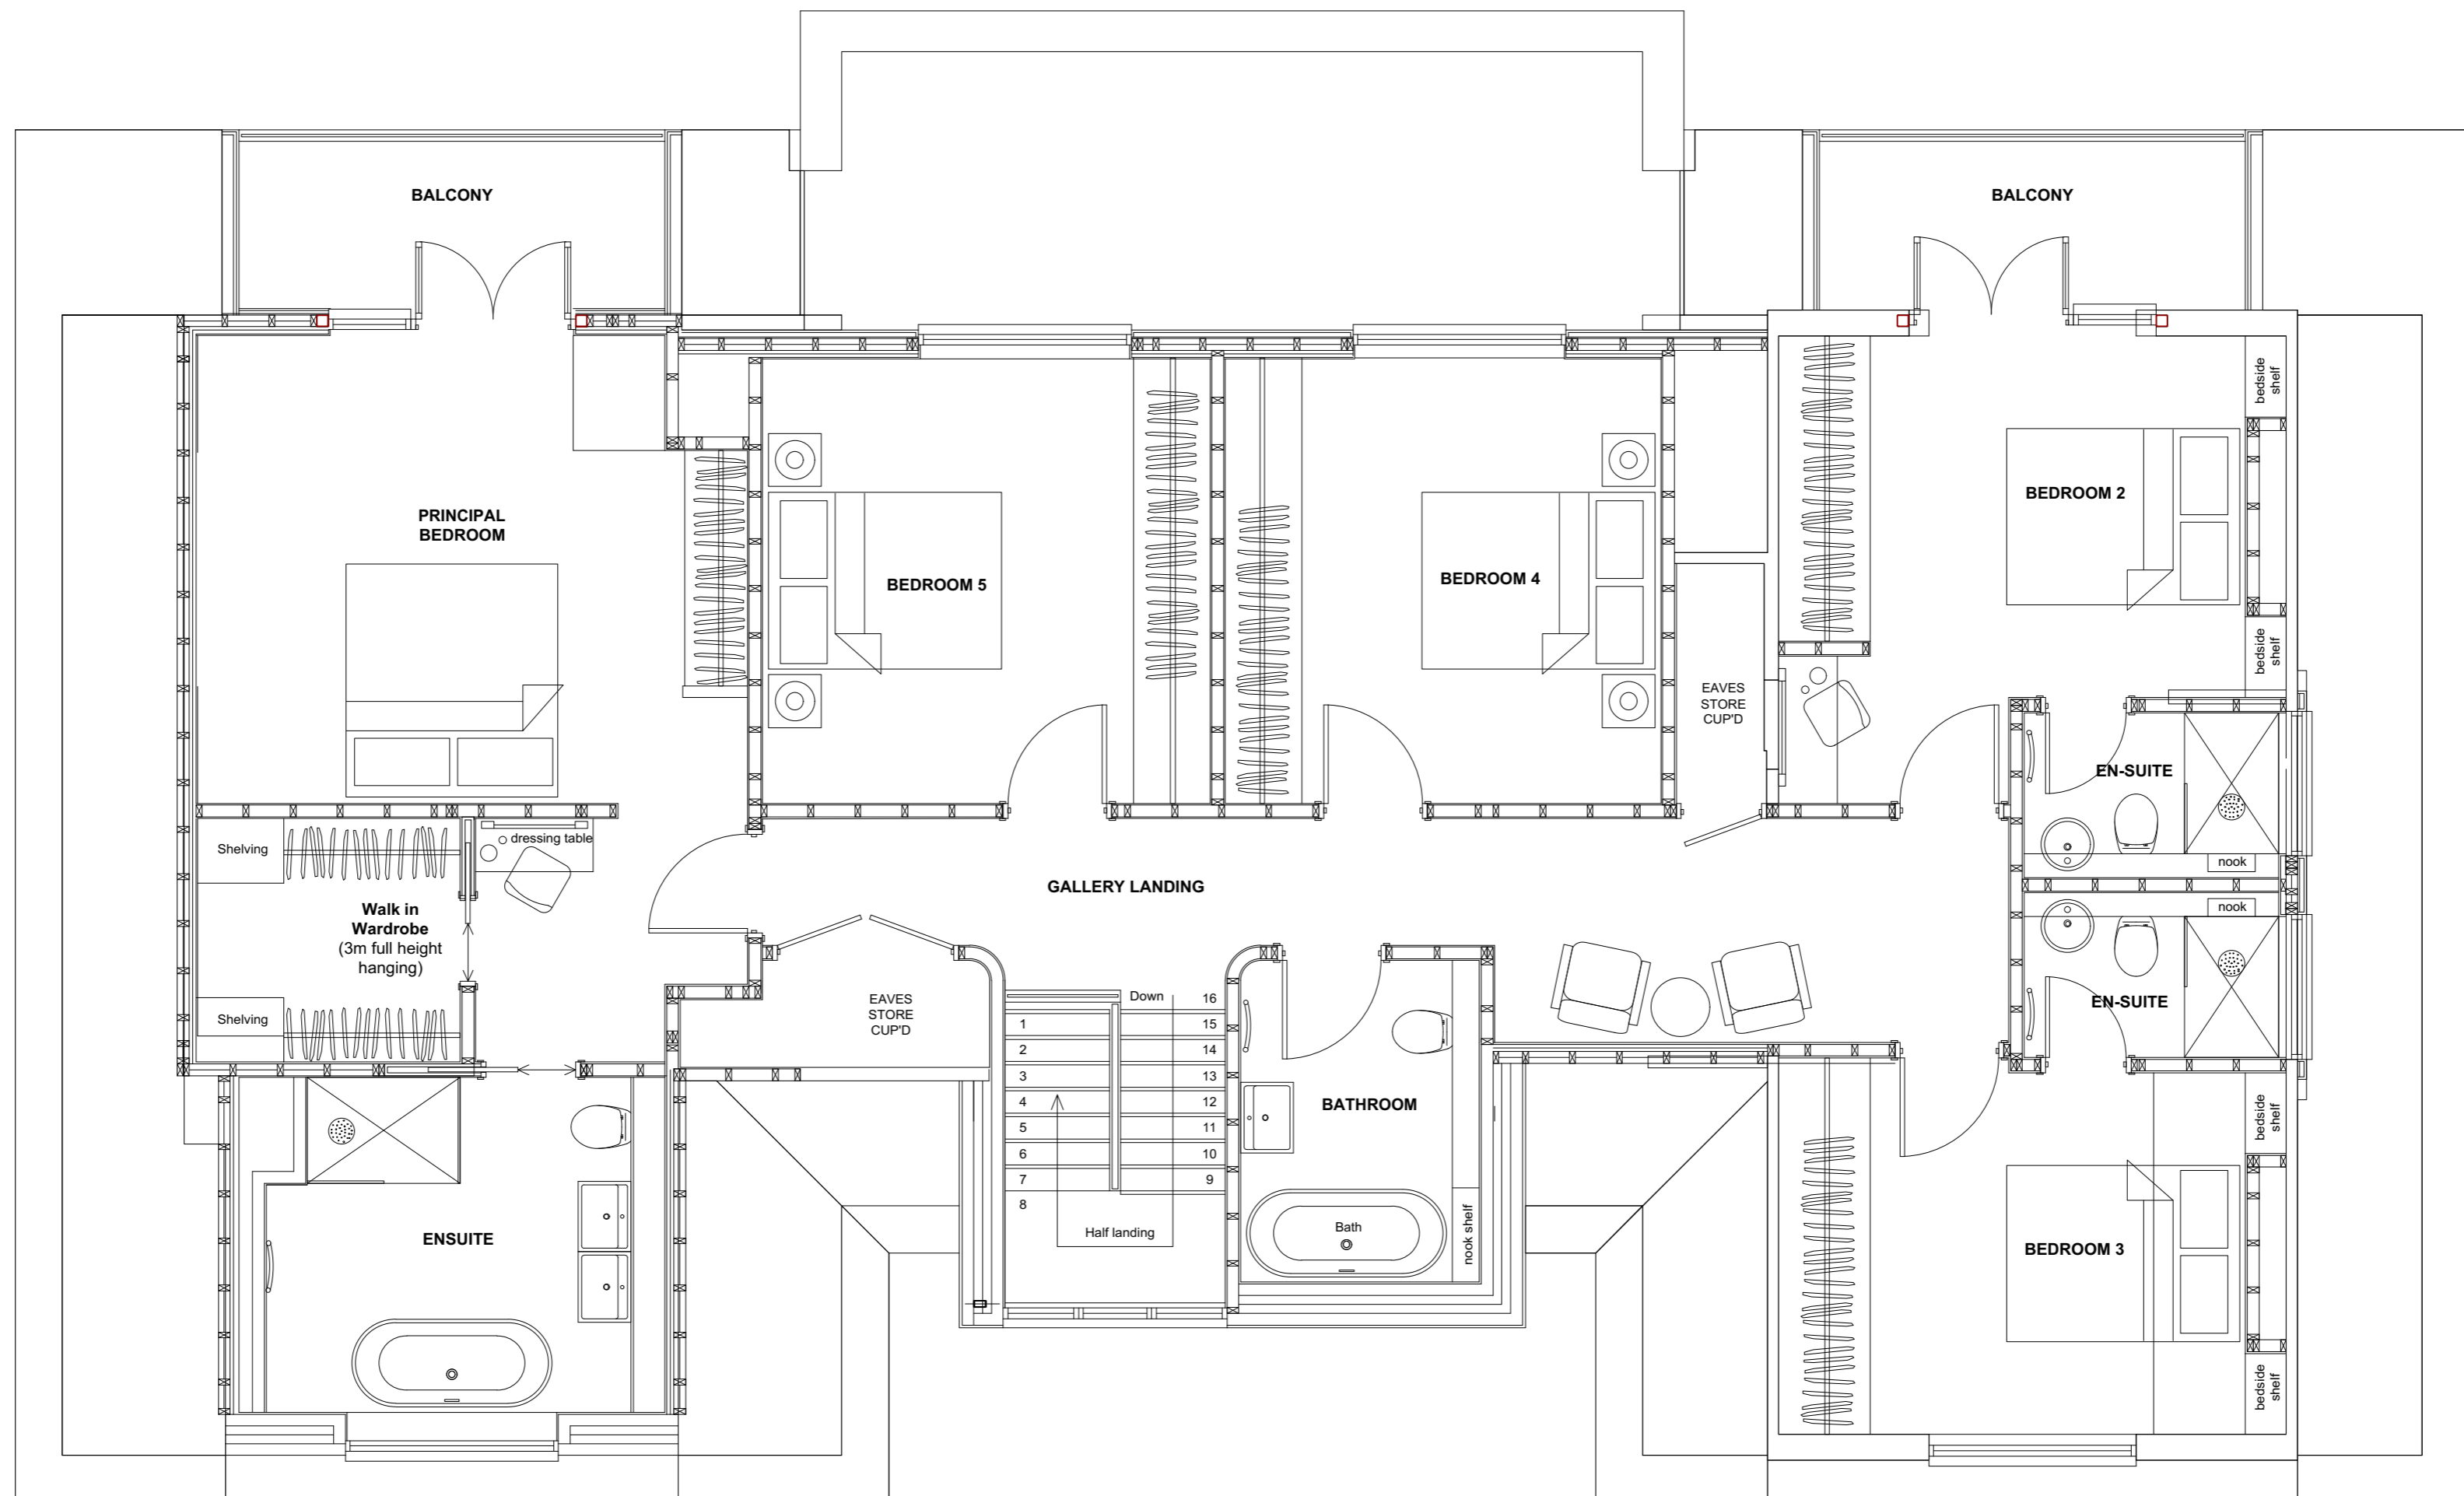 BALCONY
BALCONY
PRINCIPAL
BEDROOM
BEDROOM 5
BEDROOM 4
BEDROOM 2
bedside
shelf
bedside
shelf
EAVES
STORE
CUP'D
EN-SUITE
nook
nook
EN-SUITE
Shelving
dressing table
Walk in
Wardrobe
(3m full height
hanging)
Shelving
GALLERY LANDING
EAVES
STORE
CUP'D
Down
16
1
15
2
14
3
13
4
12
5
11
6
10
7
9
8
Half landing
BATHROOM
Bath
nook shelf
ENSUITE
bedside
shelf
BEDROOM 3
bedside
shelf